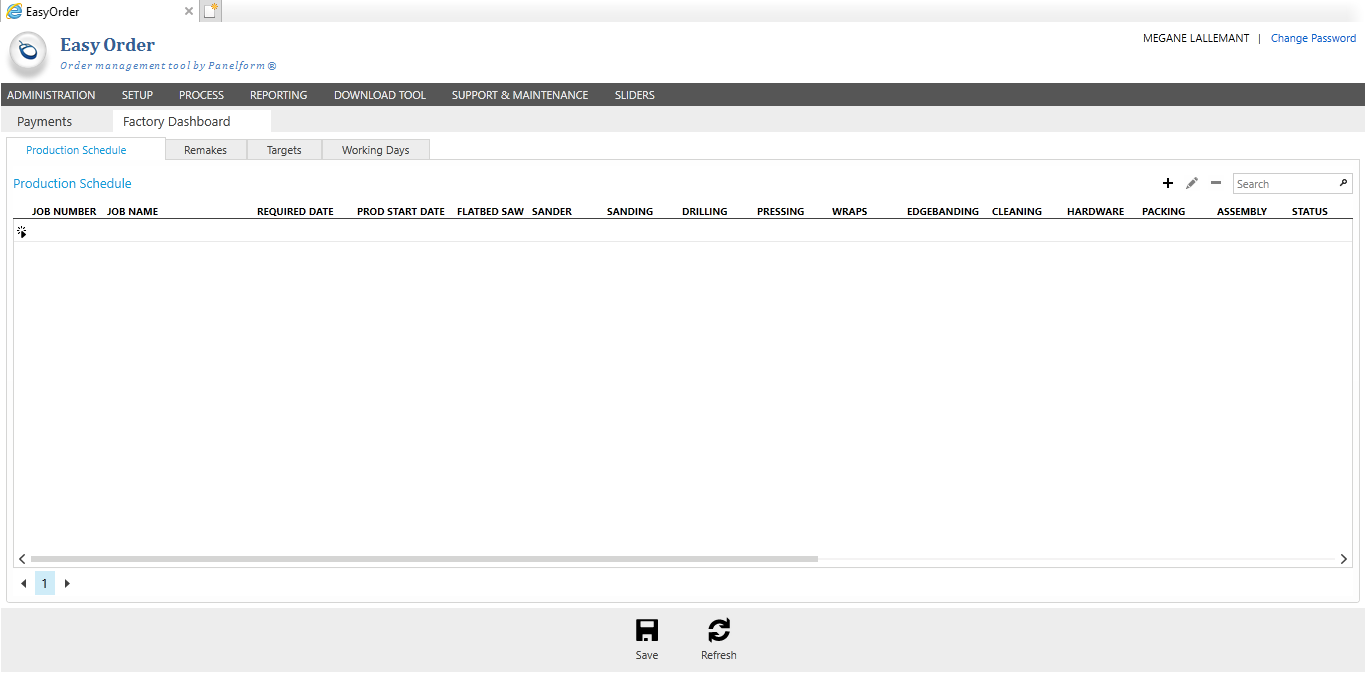 EasyOrder
Easy Order
Order management tool by Panelform®
MEGANE LALLEMANT | Change Password
ADMINISTRATION SETUP PROCESS REPORTING DOWNLOAD TOOL SUPPORT & MAINTENANCE SLIDERS
Payments Factory Dashboard
Production Schedule Remakes Targets Working Days
Production Schedule
Search
JOB NUMBER JOB NAME REQUIRED DATE PROD START DATE FLATBED SAW SANDER SANDING DRILLING PRESSING WRAPS EDGEBANDING CLEANING HARDWARE PACKING ASSEMBLY STATUS
1
Save Refresh